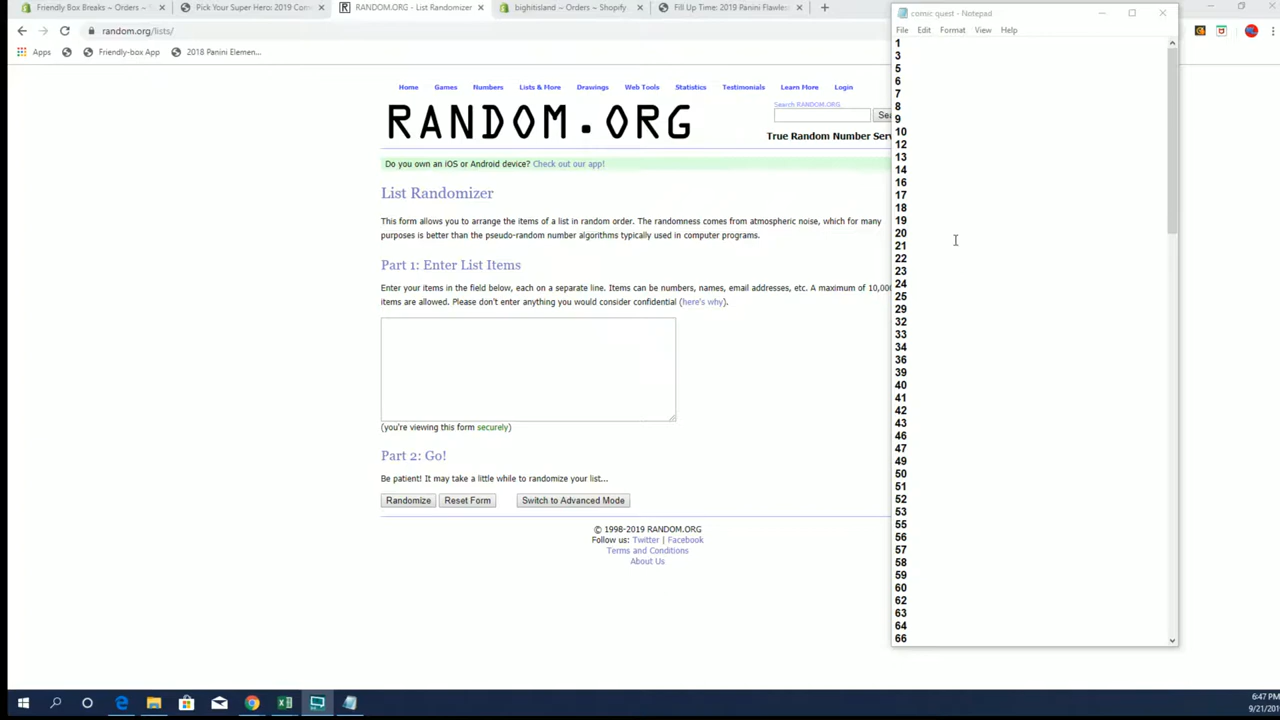 Friendly Box Breaks ~ Orders ~
Pick Your Super Hero: 2019 Com
RANDOM.ORG - List Randomizer
bighitisland ~ Orders ~ Shopify
Fill Up Time: 2019 Panini Flawles
random.org/lists/
Apps
Friendly-box App
2018 Panini Elemen...
comic quest - Notepad
File Edit Format View Help
Home Games Numbers Lists & More Drawings Web Tools Statistics Testimonials Learn More Login
RANDOM.ORG
Search RANDOM.ORG
Sea
True Random Number Serv
Do you own an iOS or Android device? Check out our app!
List Randomizer
This form allows you to arrange the items of a list in random order. The randomness comes from atmospheric noise, which for many
purposes is better than the pseudo-random number algorithms typically used in computer programs.
Part 1: Enter List Items
Enter your items in the field below, each on a separate line. Items can be numbers, names, email addresses, etc. A maximum of 10,000
items are allowed. Please don't enter anything you would consider confidential (here's why).
(you're viewing this form securely)
Part 2: Go!
Be patient! It may take a little while to randomize your list...
Randomize Reset Form Switch to Advanced Mode
© 1998-2019 RANDOM.ORG
Follow us: Twitter | Facebook
Terms and Conditions
About Us
1
3
5
6
7
8
9
10
12
13
14
16
17
18
19
20
21
22
23
24
25
29
32
33
34
36
39
40
41
42
43
46
47
49
50
51
52
53
55
56
57
58
59
60
62
63
64
66
6:47 PM
9/21/201